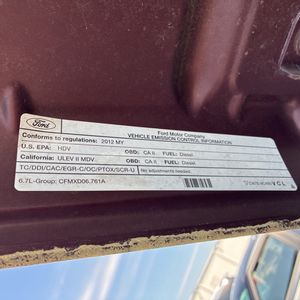 Ford
Ford Motor Company
VEHICLE EMISSION CONTROL INFORMATION
Conforms to regulations: 2012 MY
U.S. EPA: HDV OBD: CA II FUEL: Diesel
California: ULEV II MDV OBD: CA II FUEL: Diesel
TC/DDI/CAC/EGR-C/OC/PTOX/SCR-U No adjustments needed.
6.7L-Group: CFMXD06.761A
VCL